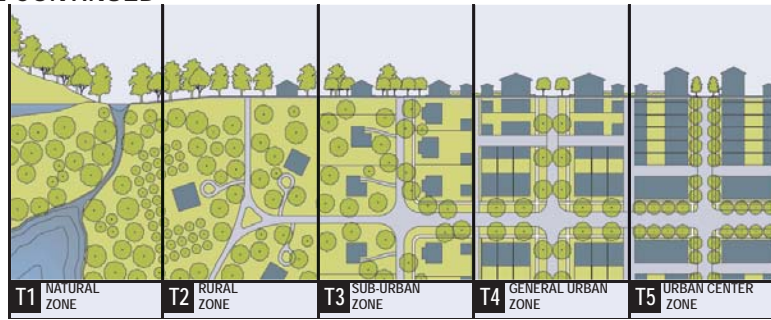 T1 NATURAL ZONE
T2 RURAL ZONE
T3 SUB-URBAN ZONE
T4 GENERAL URBAN ZONE
T5 URBAN CENTER ZONE